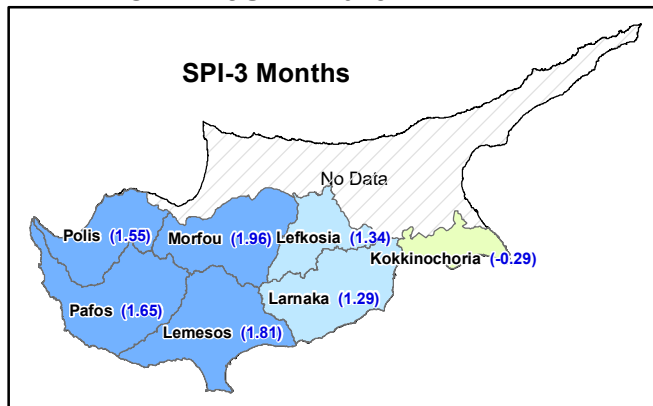 SPI-3 Months
No Data
Polis (1.55)
Morfou (1.96)
Lefkosia (1.34)
Kokkinochoria (-0.29)
Pafos (1.65)
Larnaka (1.29)
Lemesos (1.81)